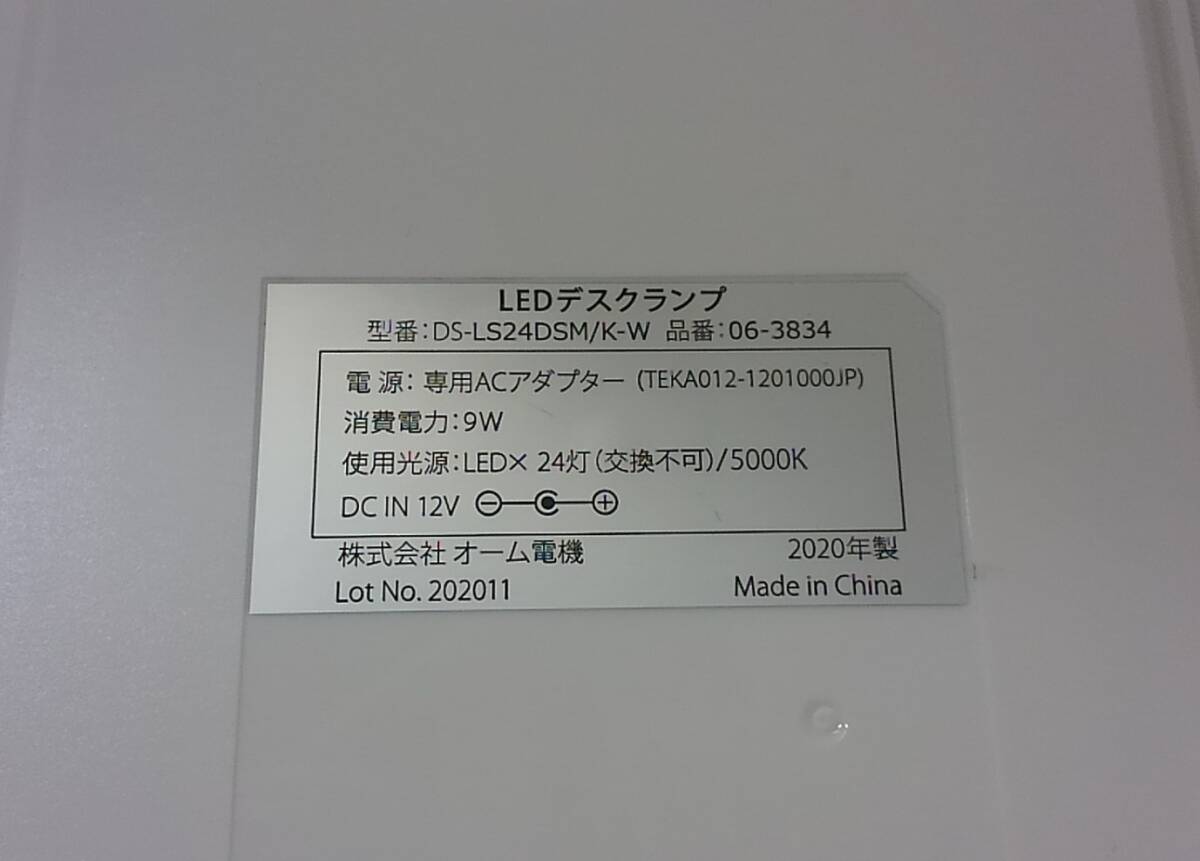 LEDデスクランプ
型番:DS-LS24DSM/K-W 品番:06-3834
電 源: 専用ACアダプター (TEKA012-1201000JP)
消費電力:9W
使用光源:LED× 24灯(交換不可)/5000K
DC IN 12V
株式会社 オーム電機 2020年製
Lot No. 202011 Made in China